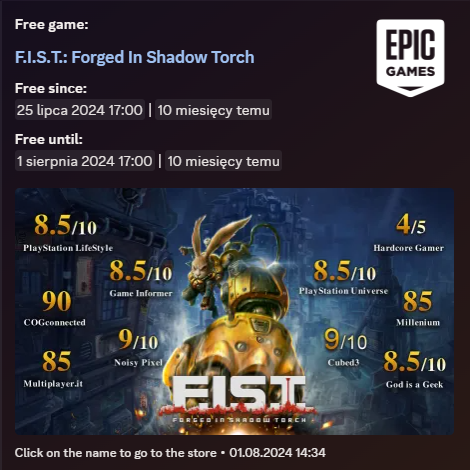 Free game:
F.I.S.T.: Forged In Shadow Torch
EPIC
GAMES
Free since:
25 lipca 2024 17:00 | 10 miesięcy temu
Free until:
1 sierpnia 2024 17:00 | 10 miesięcy temu
8.5/10
PlayStation LifeStyle
4/5
Hardcore Gamer
8.5/10
Game Informer
8.5/10
PlayStation Universe
90
COGconnected
85
Millenium
9/10
Noisy Pixel
9/10
Cubed3
85
Multiplayer.it
8.5/10
God is a Geek
F.I.S.T.
FORGED IN SHADOW TORCH
Click on the name to go to the store • 01.08.2024 14:34